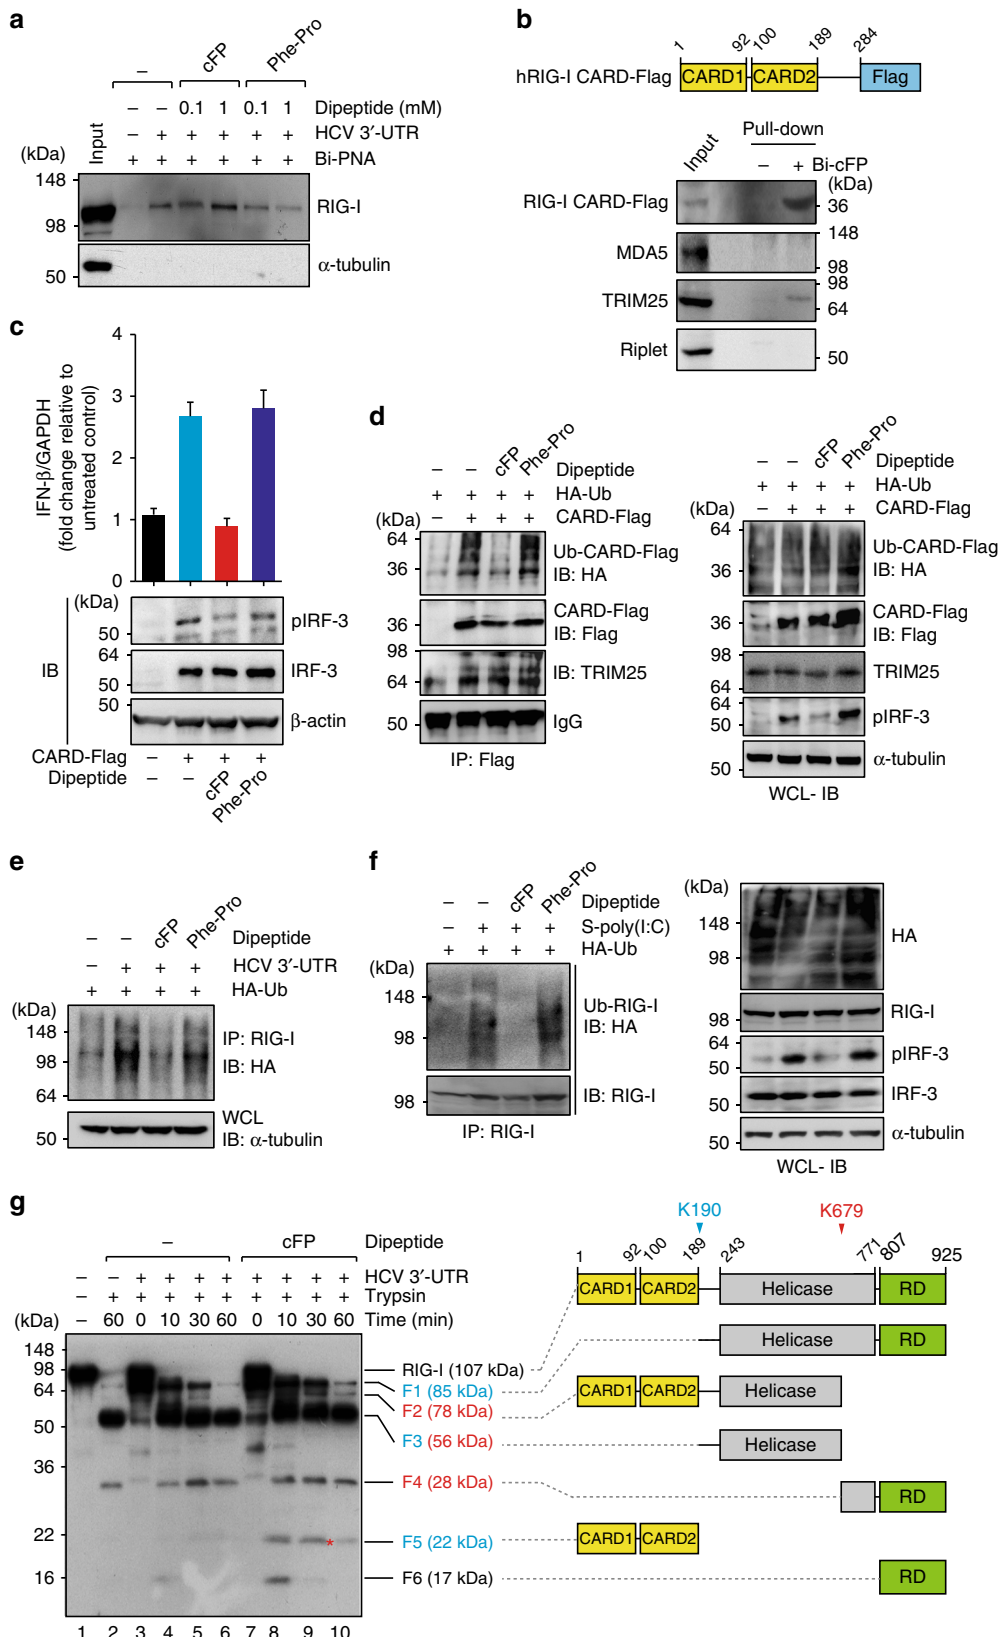 a
–
cFP
Phe-Pro
– – 0.1 1 0.1 1 Dipeptide (mM)
– + + + + + HCV 3′-UTR
(kDa) Input + + + + + + Bi-PNA
148
98
RIG-I
50
α-tubulin
b
1 92 100 189 284
hRIG-I CARD-Flag CARD1 CARD2 Flag
Pull-down
Input – + Bi-cFP
(kDa)
RIG-I CARD-Flag 36
148
MDA5
98
98
TRIM25 64
Riplet 50
c
IFN-β/GAPDH
(fold change relative to
untreated control)
4
3
2
1
0
(kDa)
IB
50 pIRF-3
64
50 IRF-3
50
β-actin
CARD-Flag – + + +
Dipeptide – – cFP Phe-Pro
d
– – cFP Phe-Pro Dipeptide
+ + + + HA-Ub
(kDa) – + + + CARD-Flag
64
36
Ub-CARD-Flag
IB: HA
36
CARD-Flag
IB: Flag
98
64
IB: TRIM25
50 IgG
IP: Flag
– – cFP Phe-Pro Dipeptide
+ + + + HA-Ub
(kDa) – + + + CARD-Flag
64
36
Ub-CARD-Flag
IB: HA
36
CARD-Flag
IB: Flag
98
64
TRIM25
64
50
pIRF-3
50
α-tubulin
WCL- IB
e
– – cFP Phe-Pro Dipeptide
– + + + HCV 3′-UTR
+ + + + HA-Ub
(kDa)
148
98
64
IP: RIG-I
IB: HA
50
WCL
IB: α-tubulin
f
– – cFP Phe-Pro Dipeptide
– + + + S-poly(I:C)
+ + + + HA-Ub
(kDa)
148
98
Ub-RIG-I
IB: HA
98
IB: RIG-I
IP: RIG-I
(kDa)
148
98
HA
98
RIG-I
64
50
pIRF-3
50
IRF-3
50
α-tubulin
WCL- IB
g
– cFP Dipeptide
– – + + + + + + + + HCV 3′-UTR
– + + + + + + + + + Trypsin
(kDa) – 60 0 10 30 60 0 10 30 60 Time (min)
148
98
64
50
36
22
16
*
1 2 3 4 5 6 7 8 9 10
RIG-I (107 kDa)
F1 (85 kDa)
F2 (78 kDa)
F3 (56 kDa)
F4 (28 kDa)
F5 (22 kDa)
F6 (17 kDa)
K190 K679
1 92 100 189 243 771 807 925
CARD1 CARD2 Helicase RD
Helicase RD
CARD1 CARD2 Helicase
Helicase
RD
CARD1 CARD2
RD